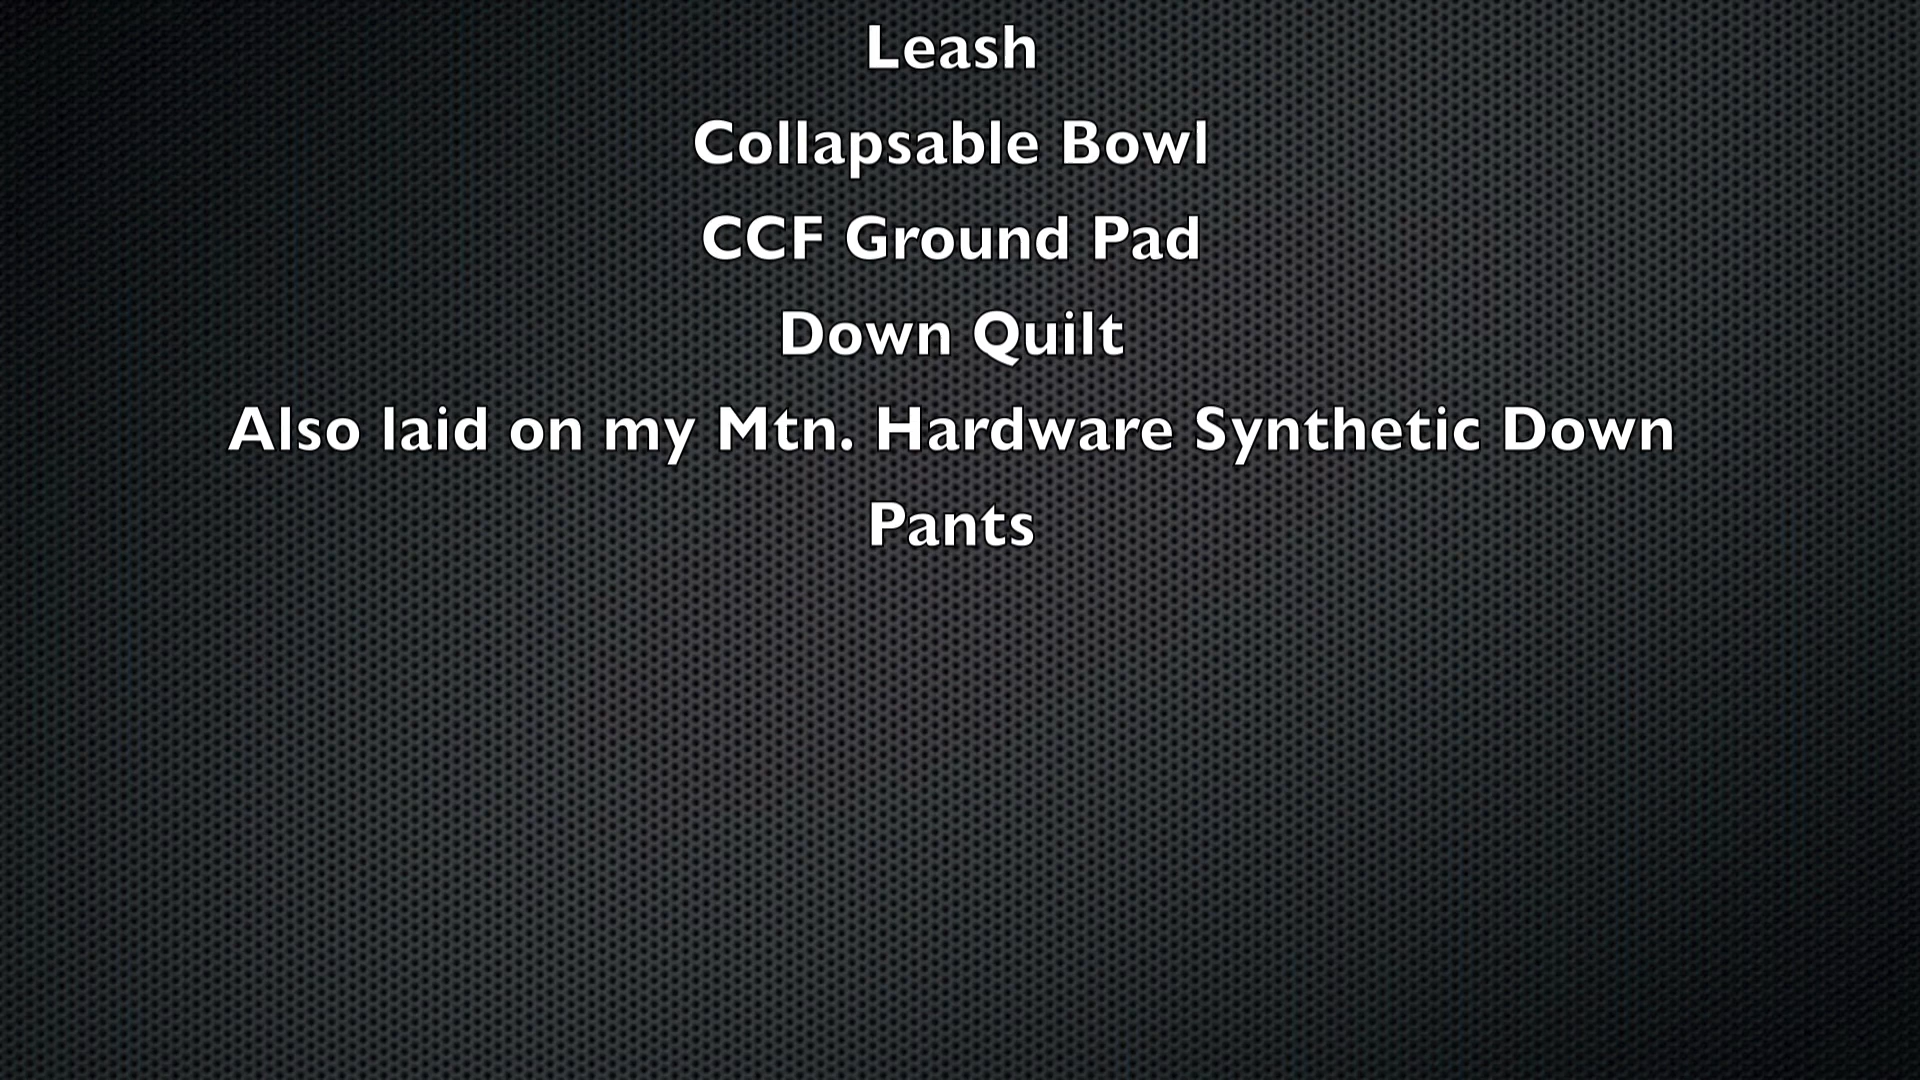 Leash
Collapsable Bowl
CCF Ground Pad
Down Quilt
Also laid on my Mtn. Hardware Synthetic Down
Pants